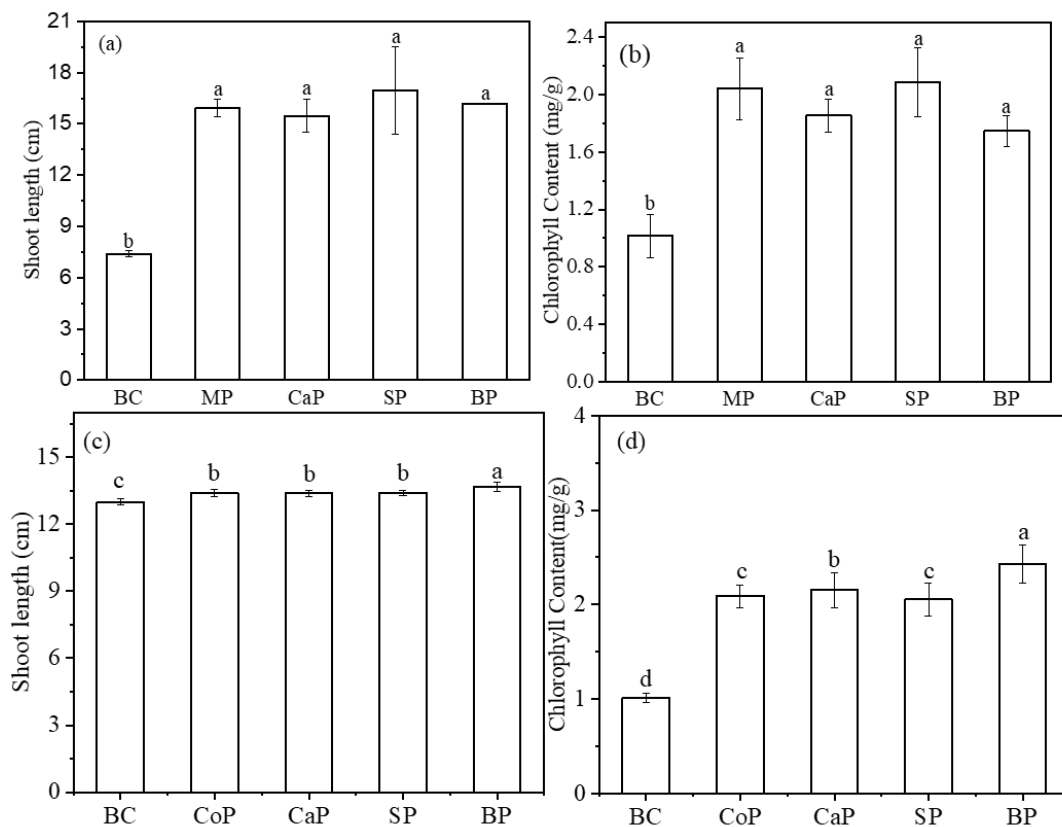 (a)
Shoot length (cm)
21
18
15
12
9
6
3
0
b
a
a
a
a
BC MP CaP SP BP
(b)
Chlorophyll Content (mg/g)
2.4
2.0
1.6
1.2
0.8
0.4
0.0
b
a
a
a
a
BC MP CaP SP BP
(c)
Shoot length (cm)
15
12
9
6
3
0
c
b
b
b
a
BC CoP CaP SP BP
(d)
Chlorophyll Content(mg/g)
4
3
2
1
0
d
c
b
c
a
BC CoP CaP SP BP